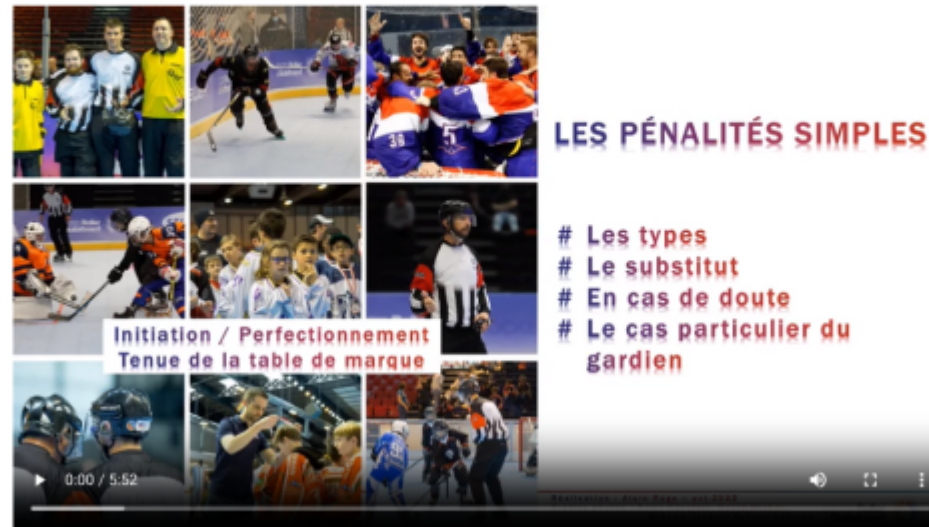 LES PÉNALITÉS SIMPLES
# Les types
# Le substitut
# En cas de doute
# Le cas particulier du
gardien
Initiation / Perfectionnement
Tenue de la table de marque
0:00 / 5:52